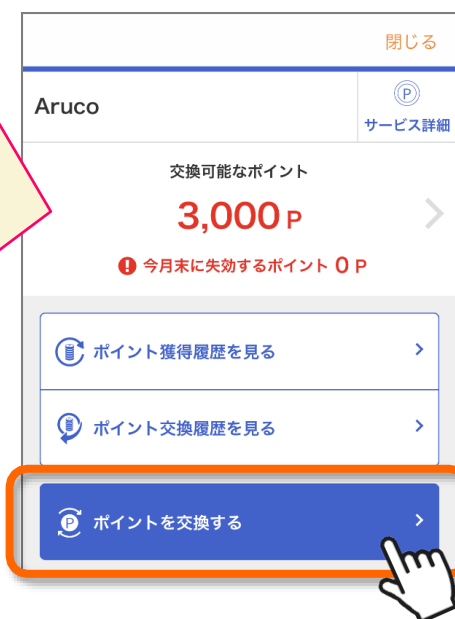 閉じる
Aruco
P
サービス詳細
交換可能なポイント
3,000 P
! 今月末に失効するポイント 0 P
ポイント獲得履歴を見る
ポイント交換履歴を見る
P ポイントを交換する